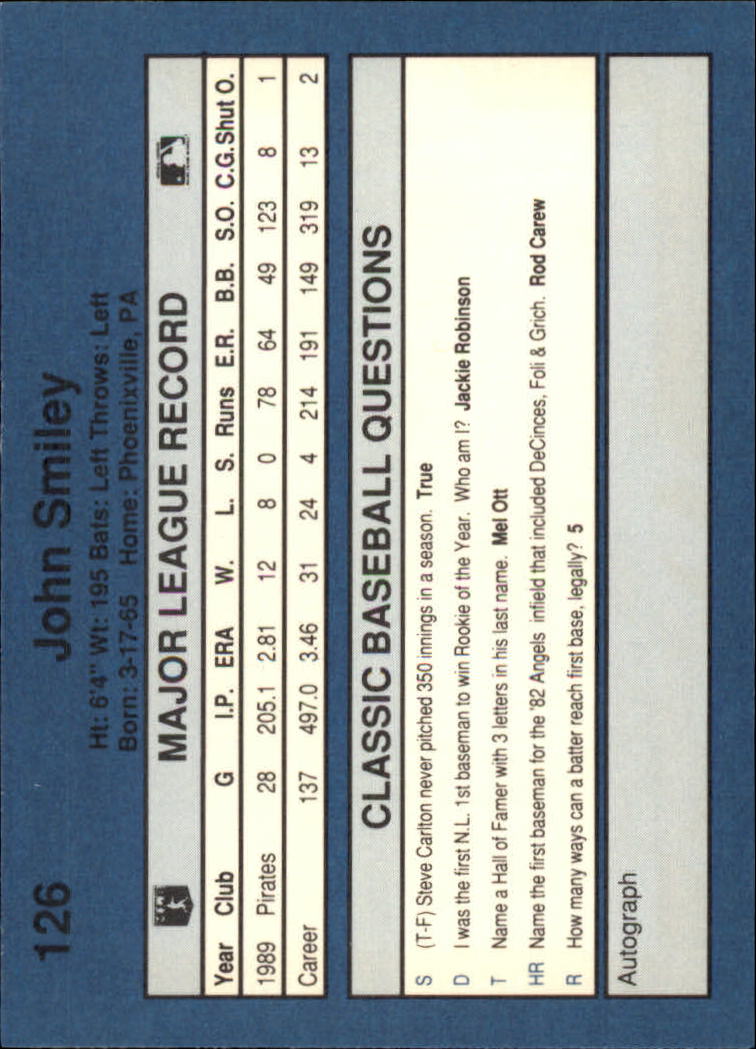 126 John Smiley
Ht: 6'4" Wt: 195 Bats: Left Throws: Left
Born: 3-17-65 Home: Phoenixville, PA
MAJOR LEAGUE RECORD
Year Club G I.P. ERA W. L. S. Runs E.R. B.B. S.O. C.G. Shut O.
1989 Pirates 28 205.1 2.81 12 8 0 78 64 49 123 8 1
Career 137 497.0 3.46 31 24 4 214 191 149 319 13 2
CLASSIC BASEBALL QUESTIONS
S (T-F) Steve Carlton never pitched 350 innings in a season. True
D I was the first N.L. 1st baseman to win Rookie of the Year. Who am I? Jackie Robinson
T Name a Hall of Famer with 3 letters in his last name. Mel Ott
HR Name the first baseman for the '82 Angels infield that included DeCinces, Foli & Grich. Rod Carew
R How many ways can a batter reach first base, legally? 5
Autograph